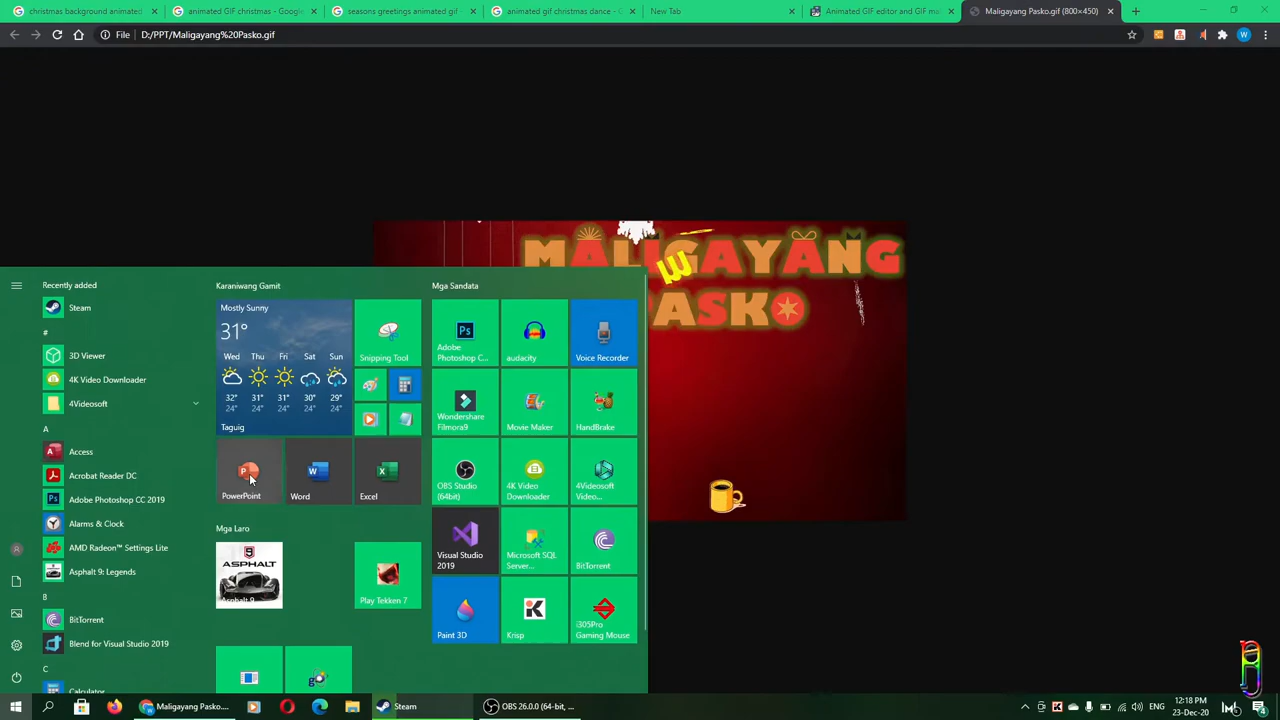 christmas background animated
animated GIF christmas - Google
seasons greetings animated gif
animated gif christmas dance - G
New Tab
Animated GIF editor and GIF ma
Maligayang Pasko.gif (800×450)
File
D:/PPT/Maligayang%20Pasko.gif
W
MALIGAYANG
PASKO
Recently added
Steam
#
3D Viewer
4K Video Downloader
4Videosoft
A
Access
Acrobat Reader DC
Adobe Photoshop CC 2019
Alarms & Clock
AMD Radeon™ Settings Lite
Asphalt 9: Legends
B
BitTorrent
Blend for Visual Studio 2019
C
Calculator
Karaniwang Gamit
Mostly Sunny
31°
Wed Thu Fri Sat Sun
32° 31° 31° 30° 29°
24° 24° 24° 24° 24°
Taguig
Snipping Tool
PowerPoint
Word
Excel
Mga Laro
ASPHALT
Asphalt 9
Play Tekken 7
Mga Sandata
Adobe Photoshop C...
audacity
Voice Recorder
Wondershare Filmora9
Movie Maker
HandBrake
OBS Studio (64bit)
4K Video Downloader
4Videosoft Video...
Visual Studio 2019
Microsoft SQL Server...
BitTorrent
Paint 3D
Krisp
i305Pro Gaming Mouse
Maligayang Pasko....
Steam
OBS 26.0.0 (64-bit, ...
ENG
12:18 PM
23-Dec-20